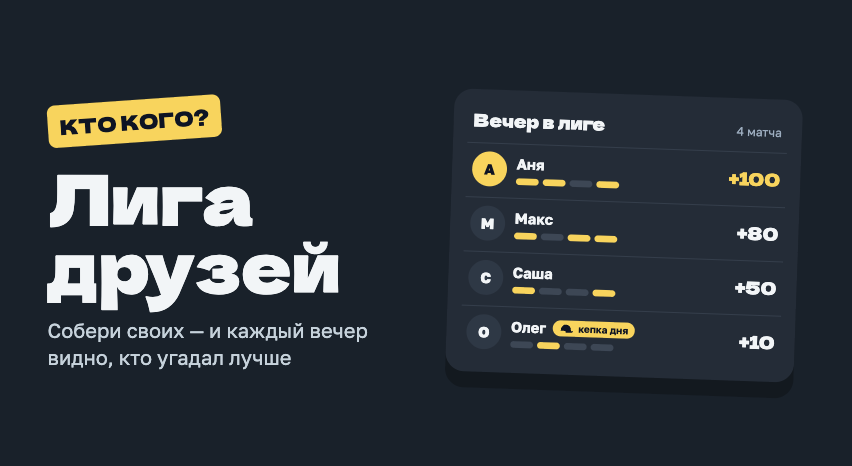 КТО КОГО?
Лига
друзей
Собери своих — и каждый вечер
видно, кто угадал лучше
Вечер в лиге
4 матча
А
Аня
+100
М
Макс
+80
С
Саша
+50
О
Олег
кепка дня
+10